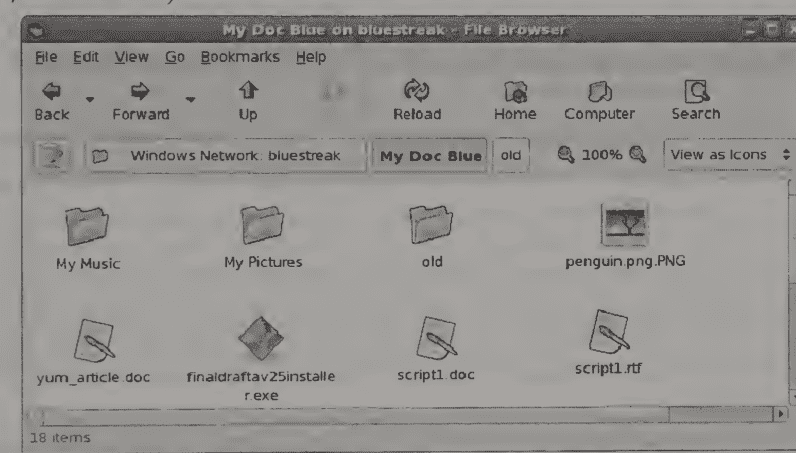 My Doc Blue on bluestreak - File Browser
File Edit View Go Bookmarks Help
Back Forward Up Reload Home Computer Search
Windows Network: bluestreak My Doc Blue old 100% View as Icons
My Music My Pictures old penguin.png.PNG
yum_article.doc finaldraftav25installe script1.doc script1.rtf
r.exe
18 items